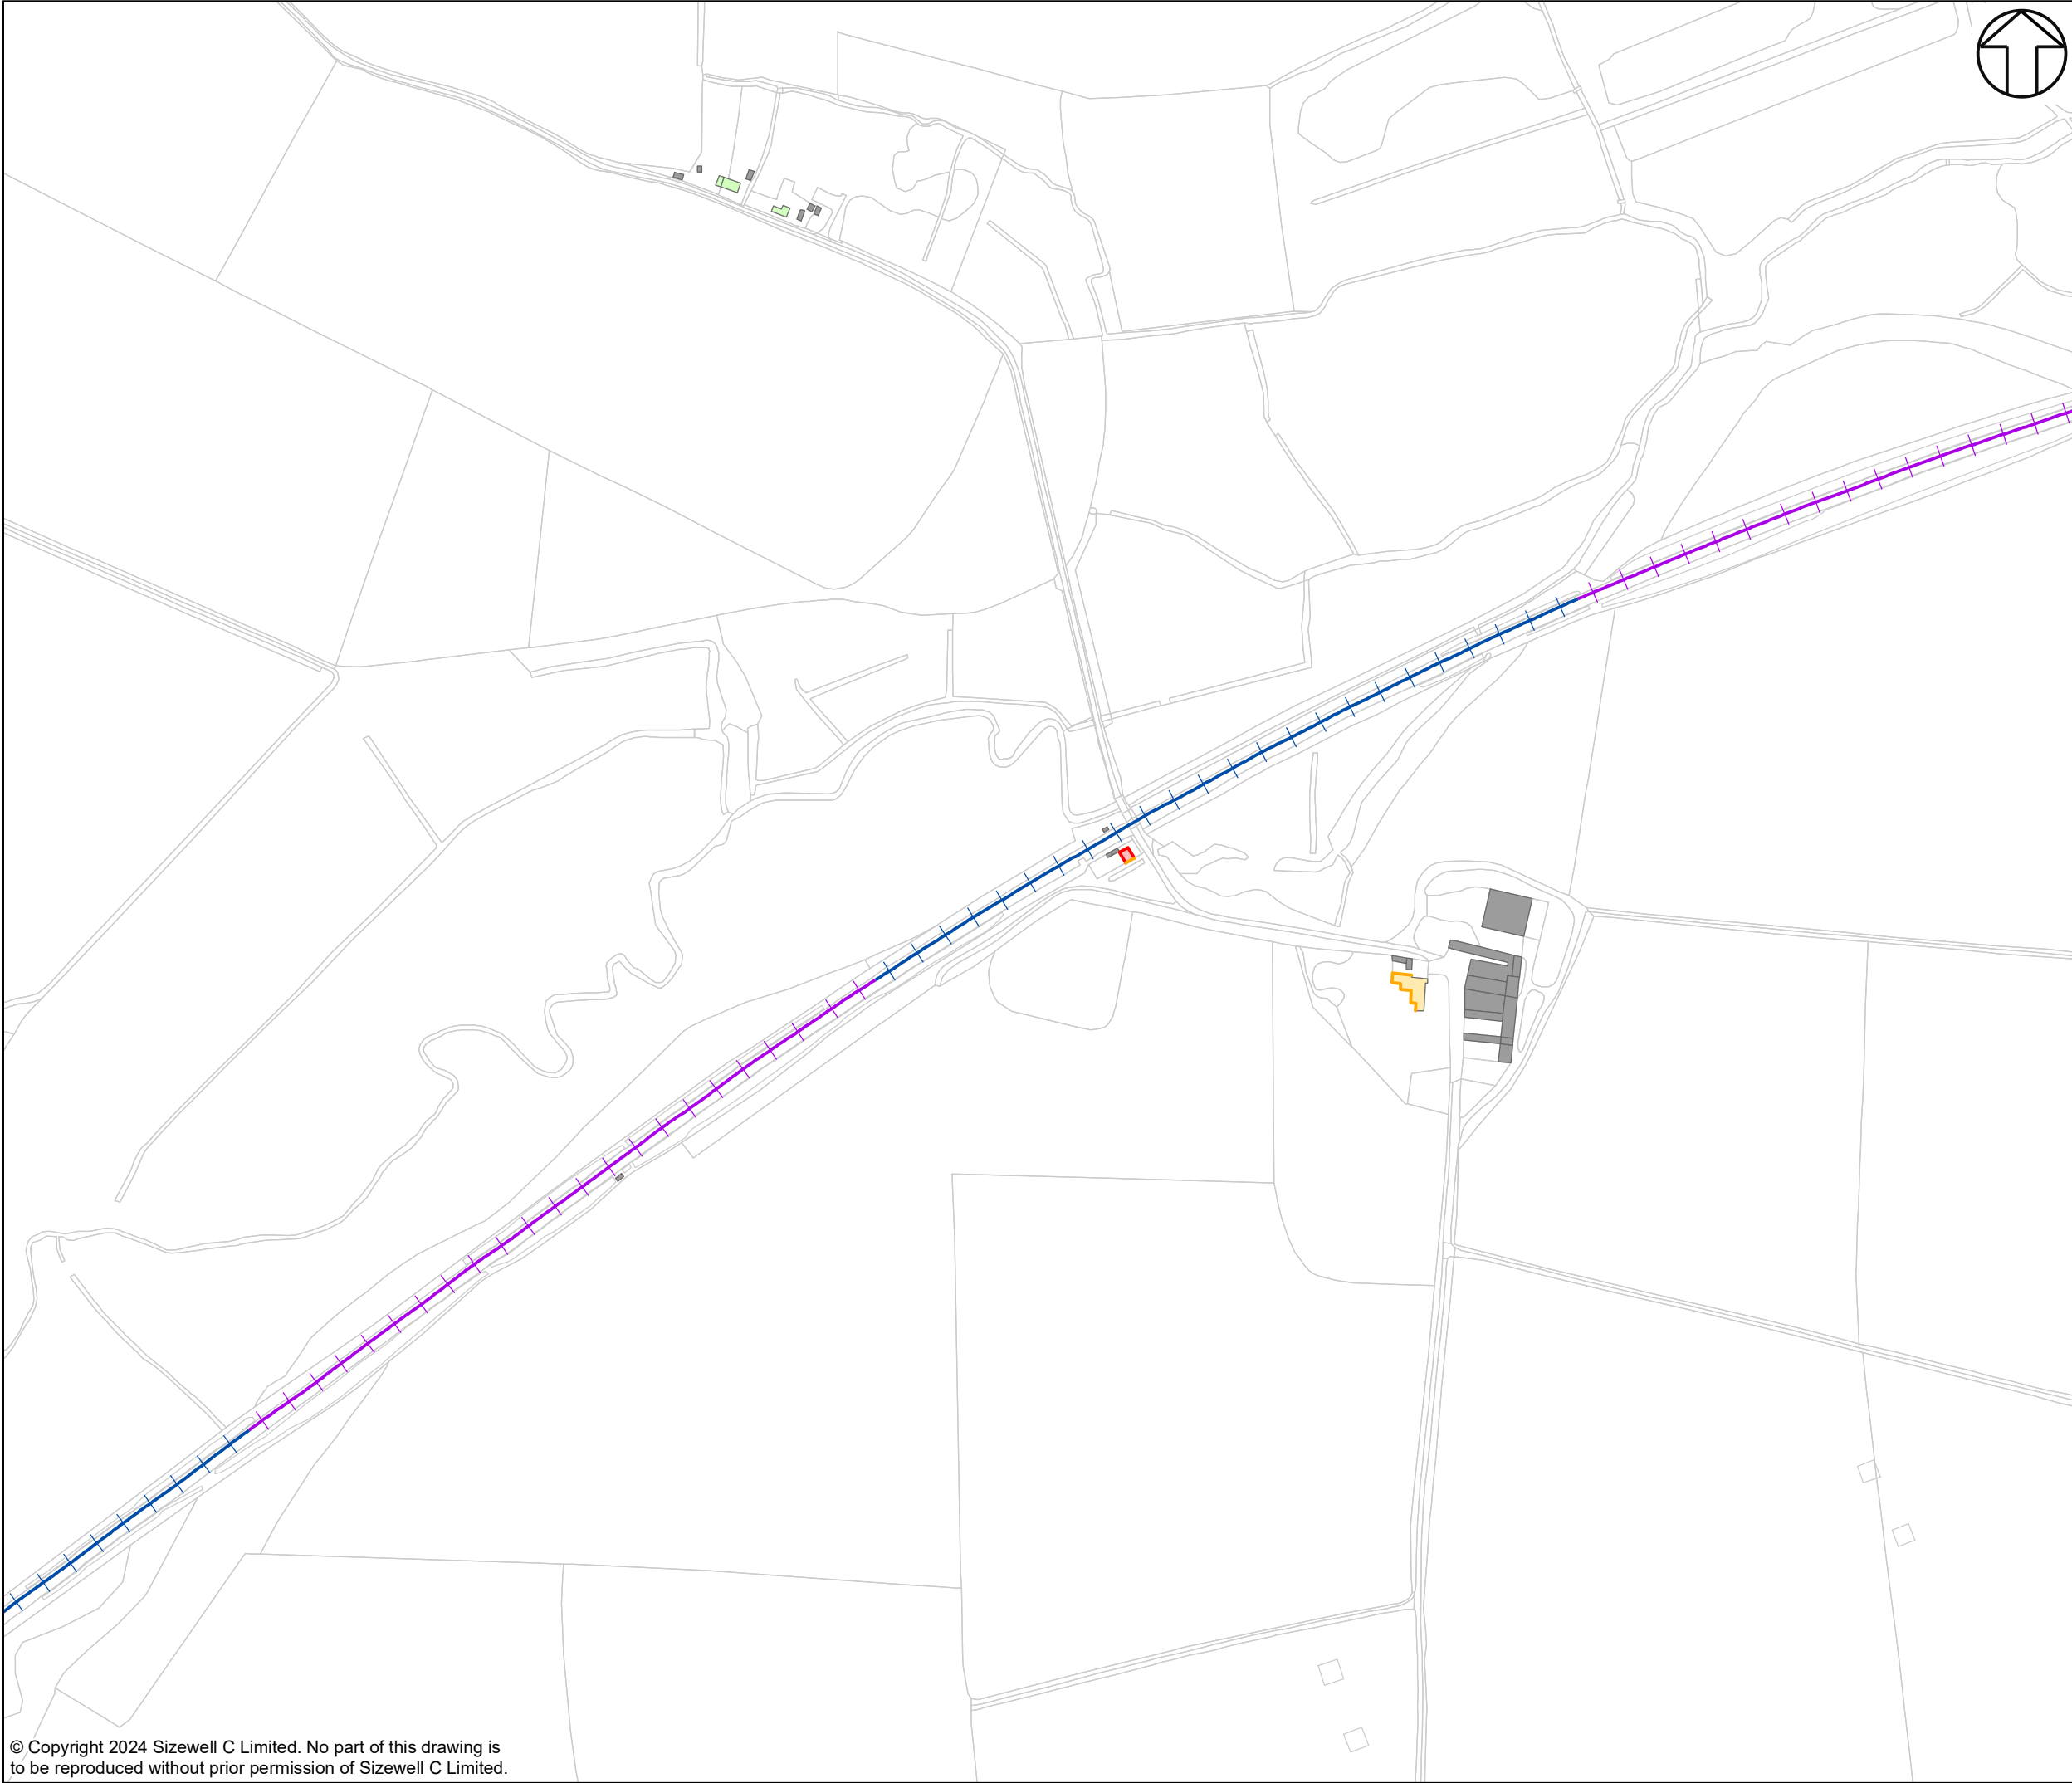 © Copyright 2024 Sizewell C Limited. No part of this drawing is
to be reproduced without prior permission of Sizewell C Limited.